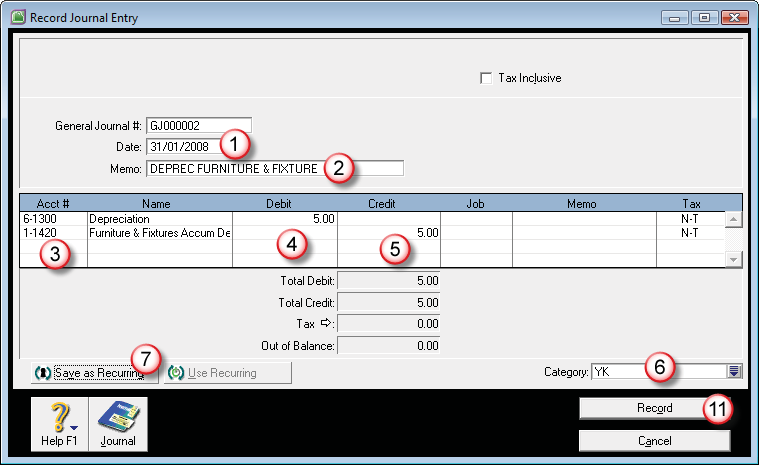 Record Journal Entry
Tax Inclusive
General Journal #: GJ000002
Date: 31/01/2008 1
Memo: DEPREC FURNITURE & FIXTURE 2
Acct # Name Debit Credit Job Memo Tax
6-1300 Depreciation 5.00 N-T
1-1420 Furniture & Fixtures Accum De 5.00 N-T
3 4 5
Total Debit: 5.00
Total Credit: 5.00
Tax ⇨: 0.00
Out of Balance: 0.00
7
Save as Recurring Use Recurring Category: YK 6
Record 11
Help F1 Journal Cancel